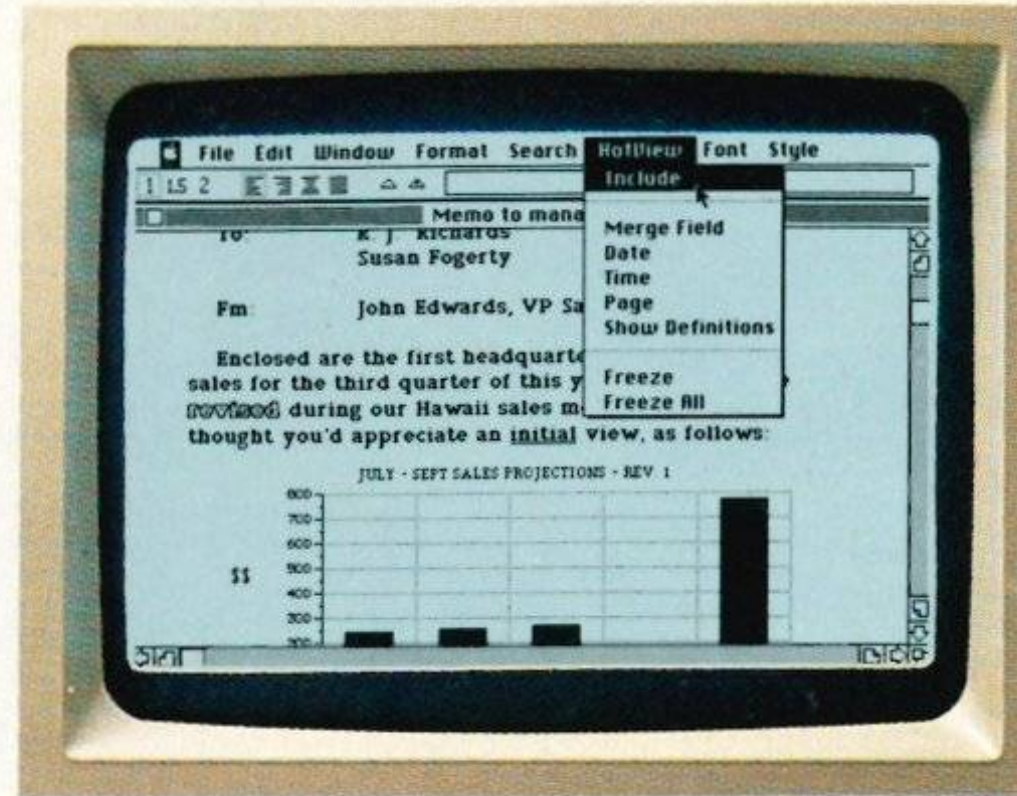 File Edit Window Format Search HotView Font Style
1 1.5 2
Include
Memo to mana
Merge Field
Date
Time
Page
Show Definitions
Freeze
Freeze All
To: R. J. Richards
Susan Fogerty
Fm: John Edwards, VP Sa
Enclosed are the first headquarte
sales for the third quarter of this y
revised during our Hawaii sales m
thought you'd appreciate an initial view, as follows:
JULY - SEPT SALES PROJECTIONS - REV 1
800
700
600
$$ 500
400
300
200